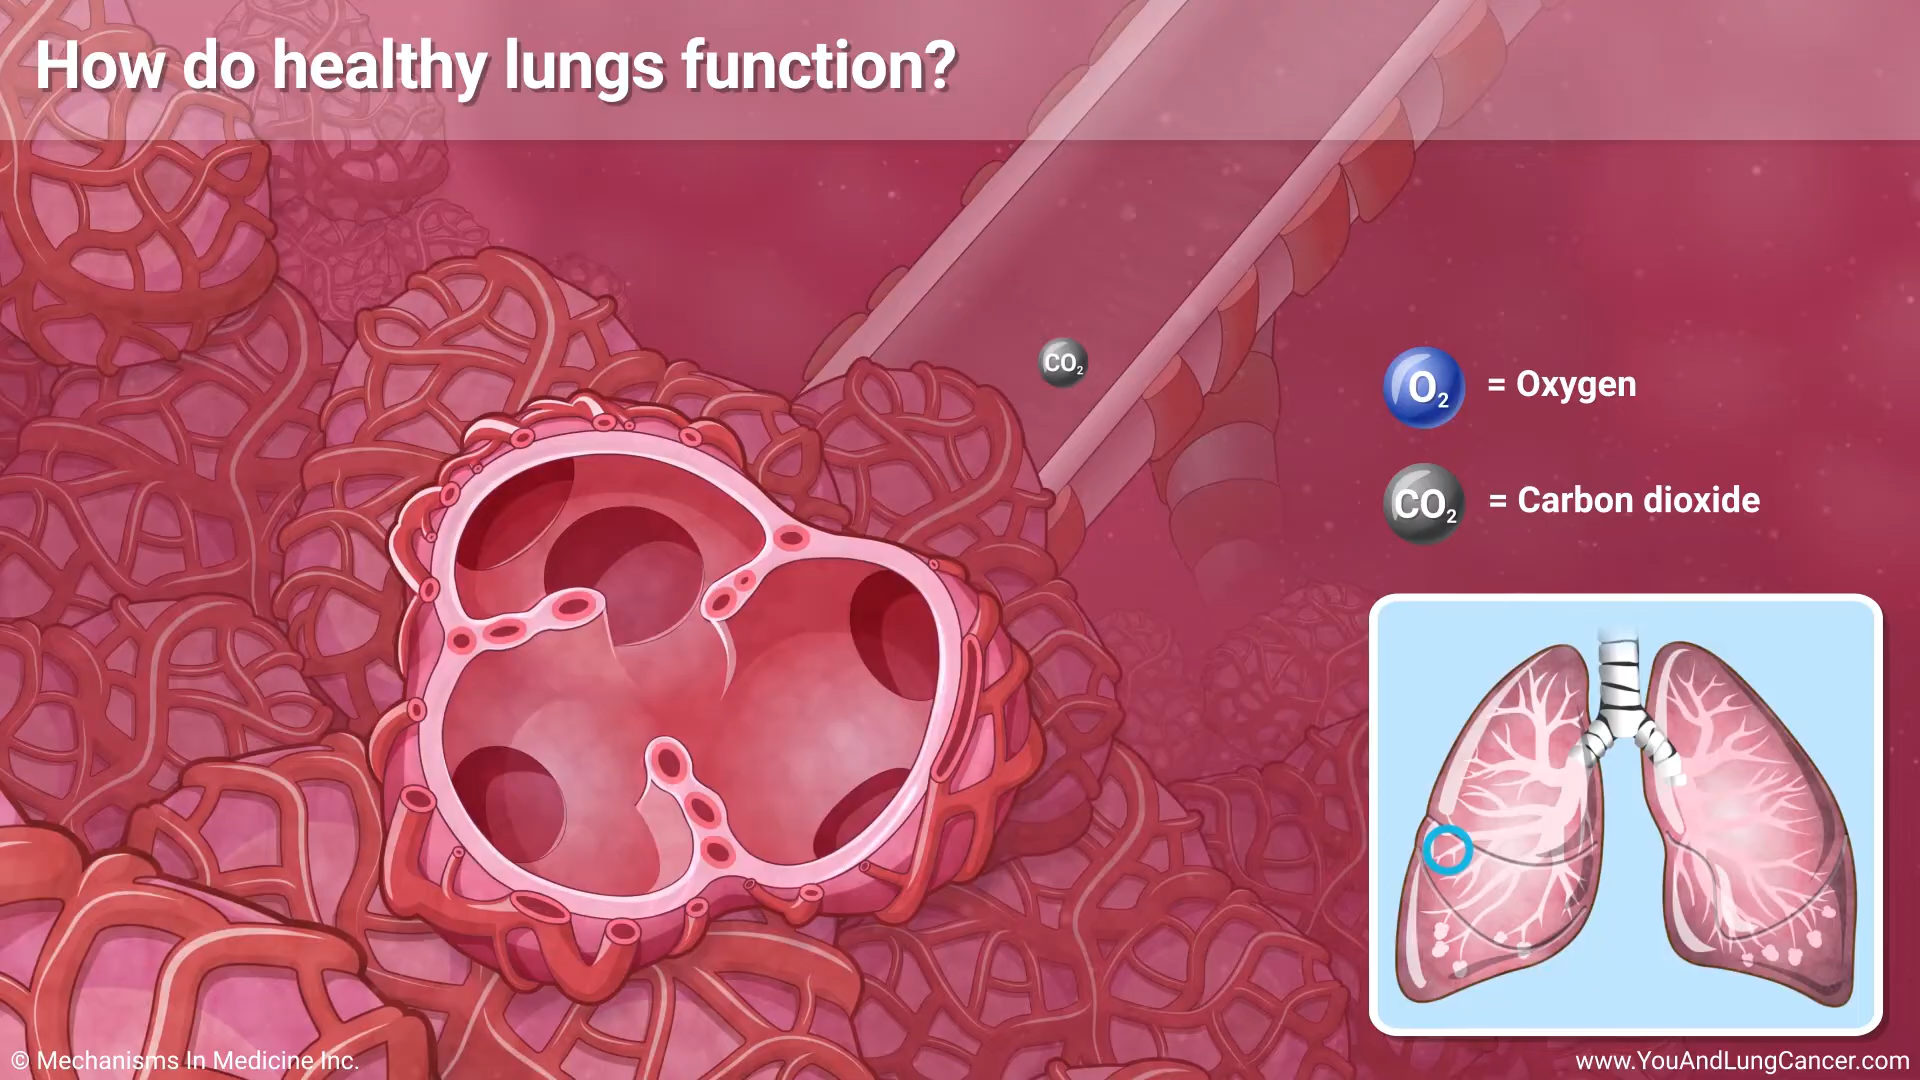 How do healthy lungs function?
CO₂
O₂ = Oxygen
CO₂ = Carbon dioxide
© Mechanisms In Medicine Inc.
www.YouAndLungCancer.com